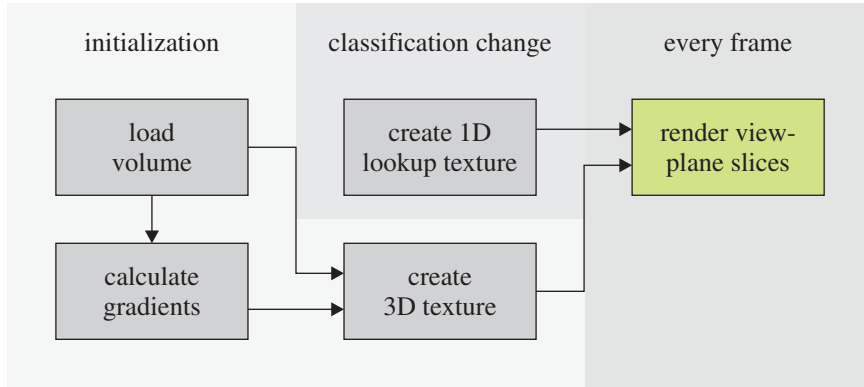 initialization
classification change
every frame
load
volume
create 1D
lookup texture
render view-
plane slices
calculate
gradients
create
3D texture